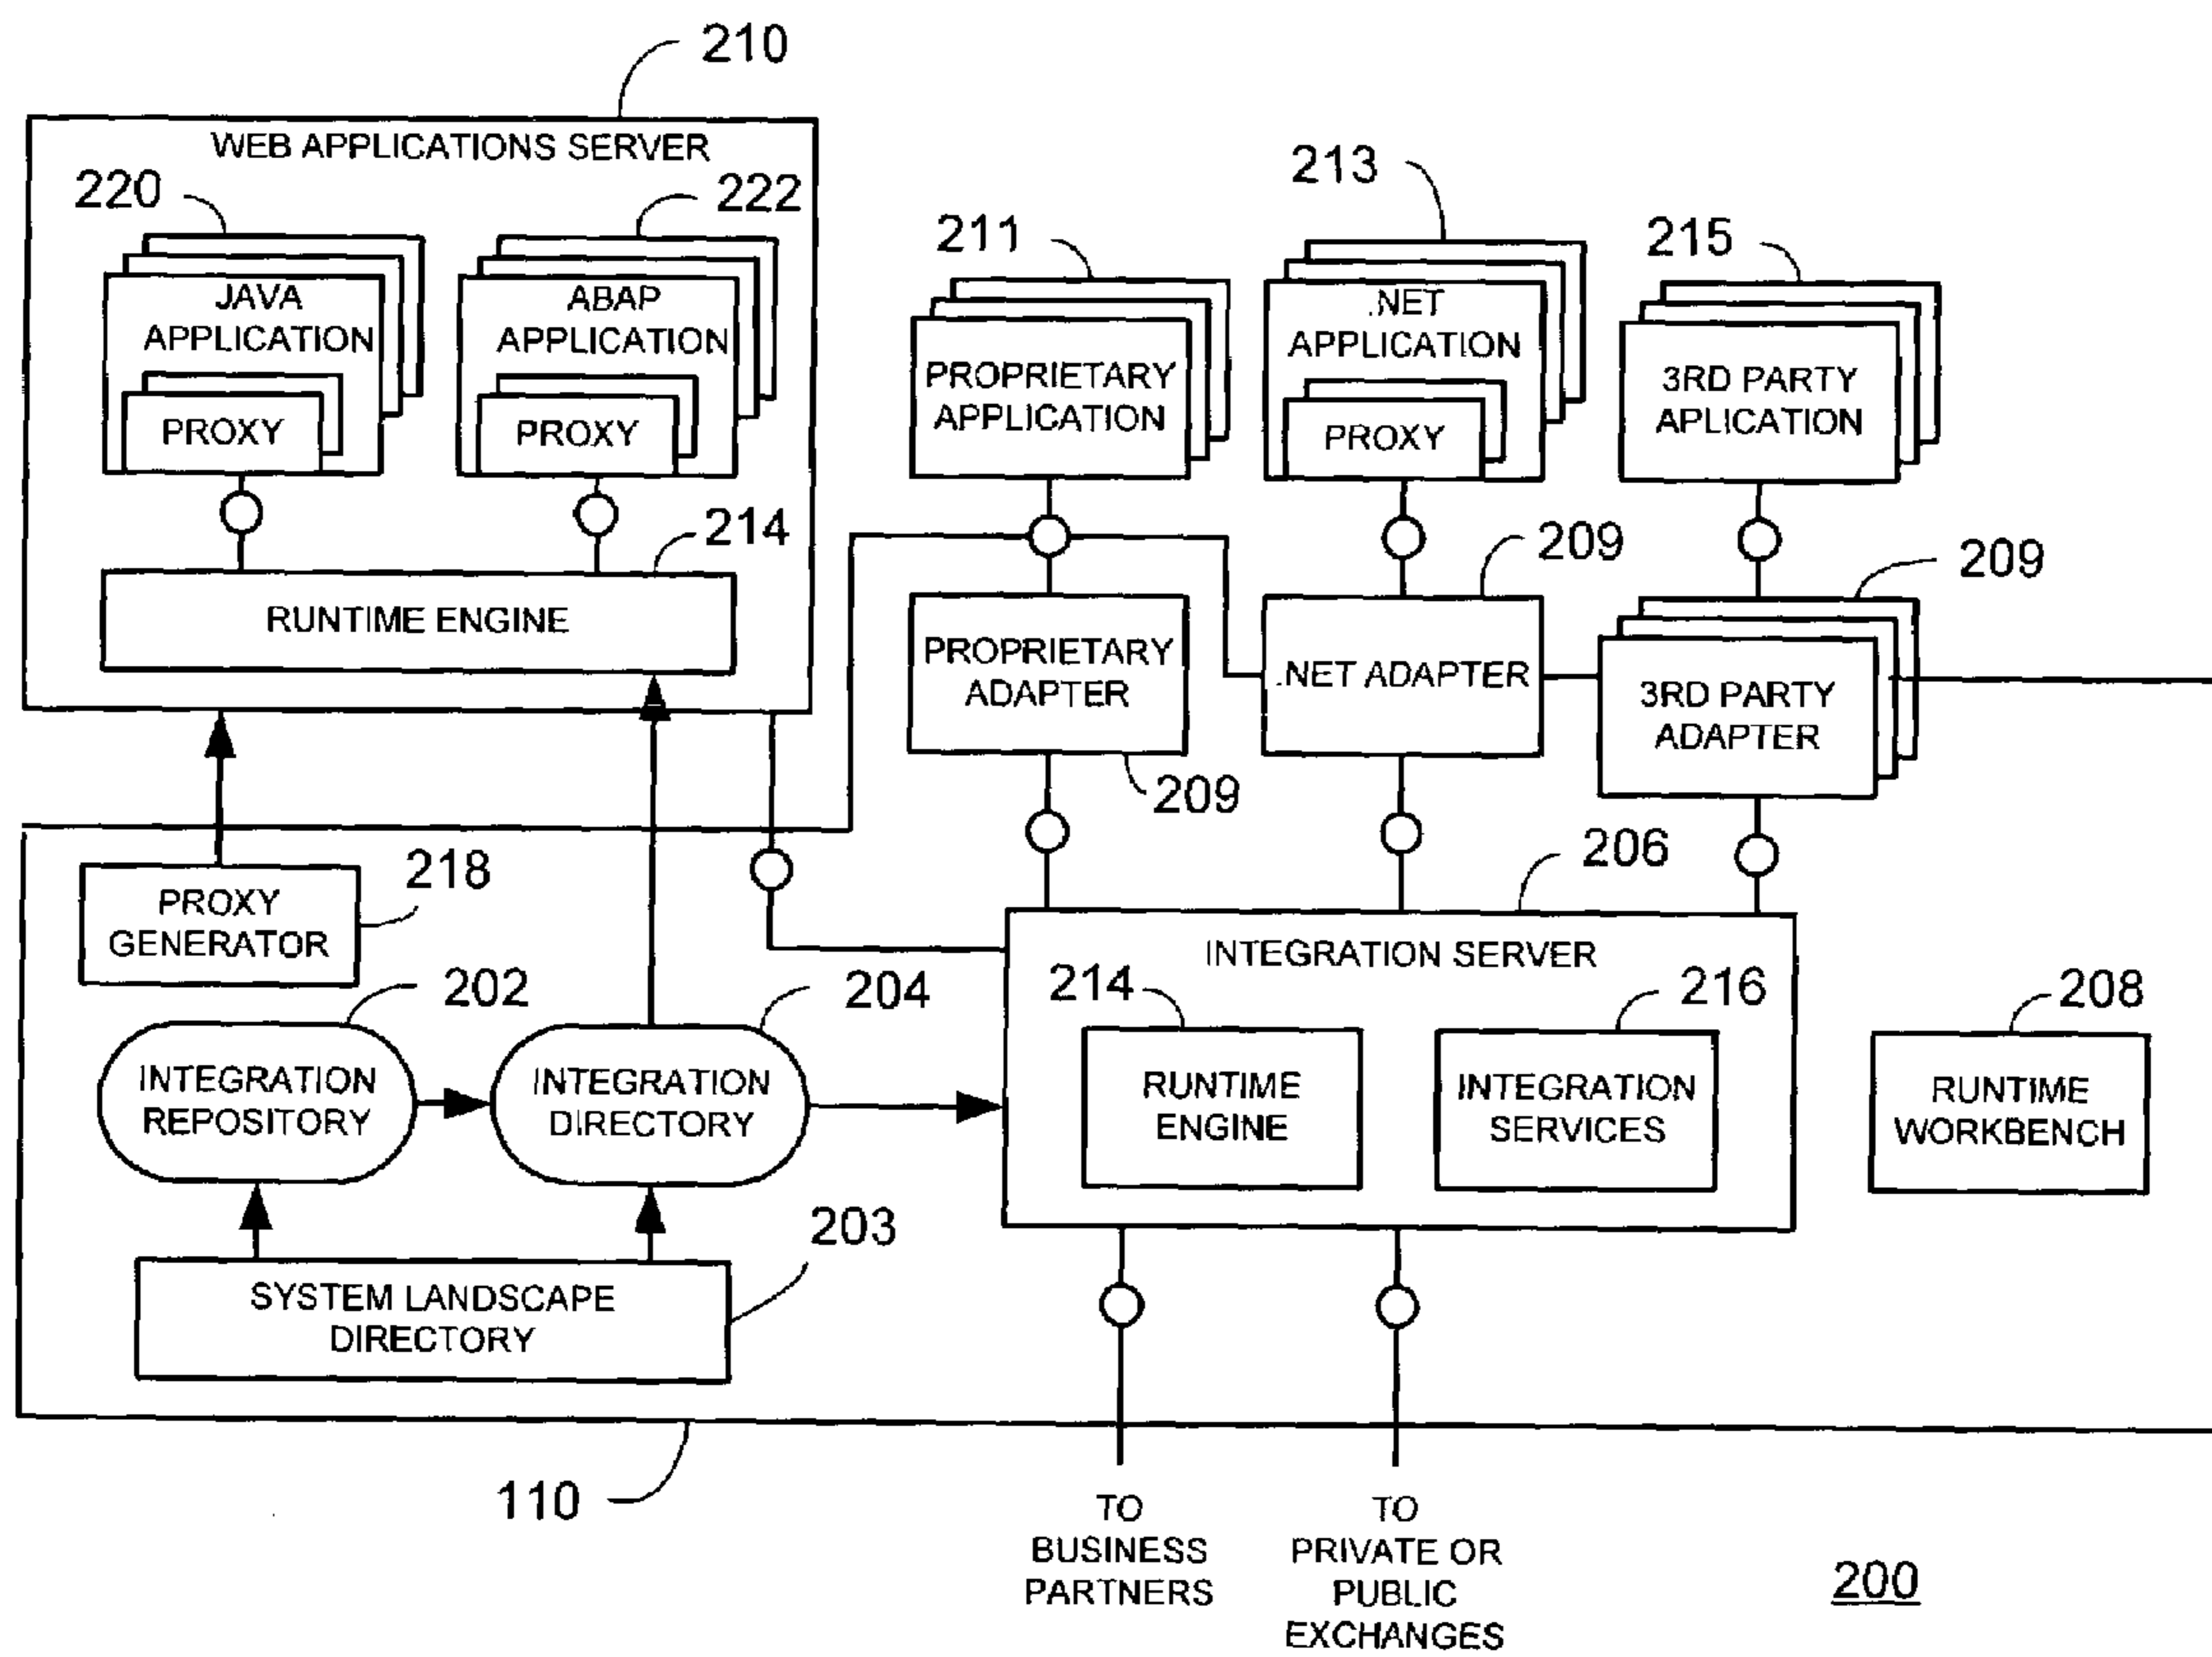 210
WEB APPLICATIONS SERVER
220
222
JAVA
APPLICATION
PROXY
ABAP
APPLICATION
PROXY
214
RUNTIME ENGINE
211
PROPRIETARY
APPLICATION
213
.NET
APPLICATION
PROXY
215
3RD PARTY
APLICATION
PROPRIETARY
ADAPTER
209
.NET ADAPTER
209
3RD PARTY
ADAPTER
209
PROXY
GENERATOR
218
INTEGRATION
REPOSITORY
202
INTEGRATION
DIRECTORY
204
SYSTEM LANDSCAPE
DIRECTORY
203
206
INTEGRATION SERVER
214
RUNTIME
ENGINE
216
INTEGRATION
SERVICES
208
RUNTIME
WORKBENCH
110
TO
BUSINESS
PARTNERS
TO
PRIVATE OR
PUBLIC
EXCHANGES
200